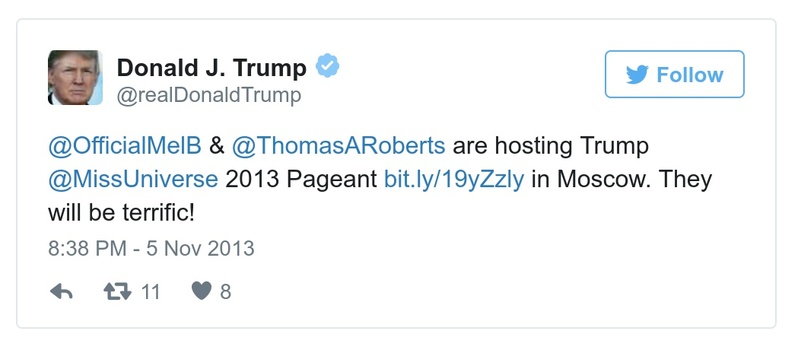 Donald J. Trump
@realDonaldTrump
Follow
@OfficialMelB & @ThomasARoberts are hosting Trump
@MissUniverse 2013 Pageant bit.ly/19yZzly in Moscow. They
will be terrific!
8:38 PM - 5 Nov 2013
11 8